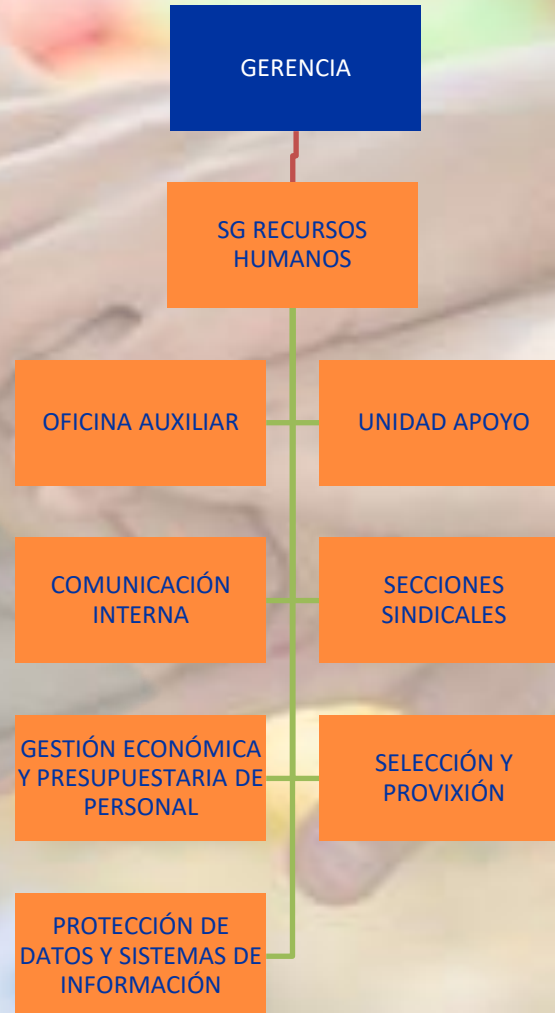 GERENCIA
SG RECURSOS
HUMANOS
OFICINA AUXILIAR
UNIDAD APOYO
COMUNICACIÓN
INTERNA
SECCIONES
SINDICALES
GESTIÓN ECONÓMICA
Y PRESUPUESTARIA DE
PERSONAL
SELECCIÓN Y
PROVIXIÓN
PROTECCIÓN DE
DATOS Y SISTEMAS DE
INFORMACIÓN